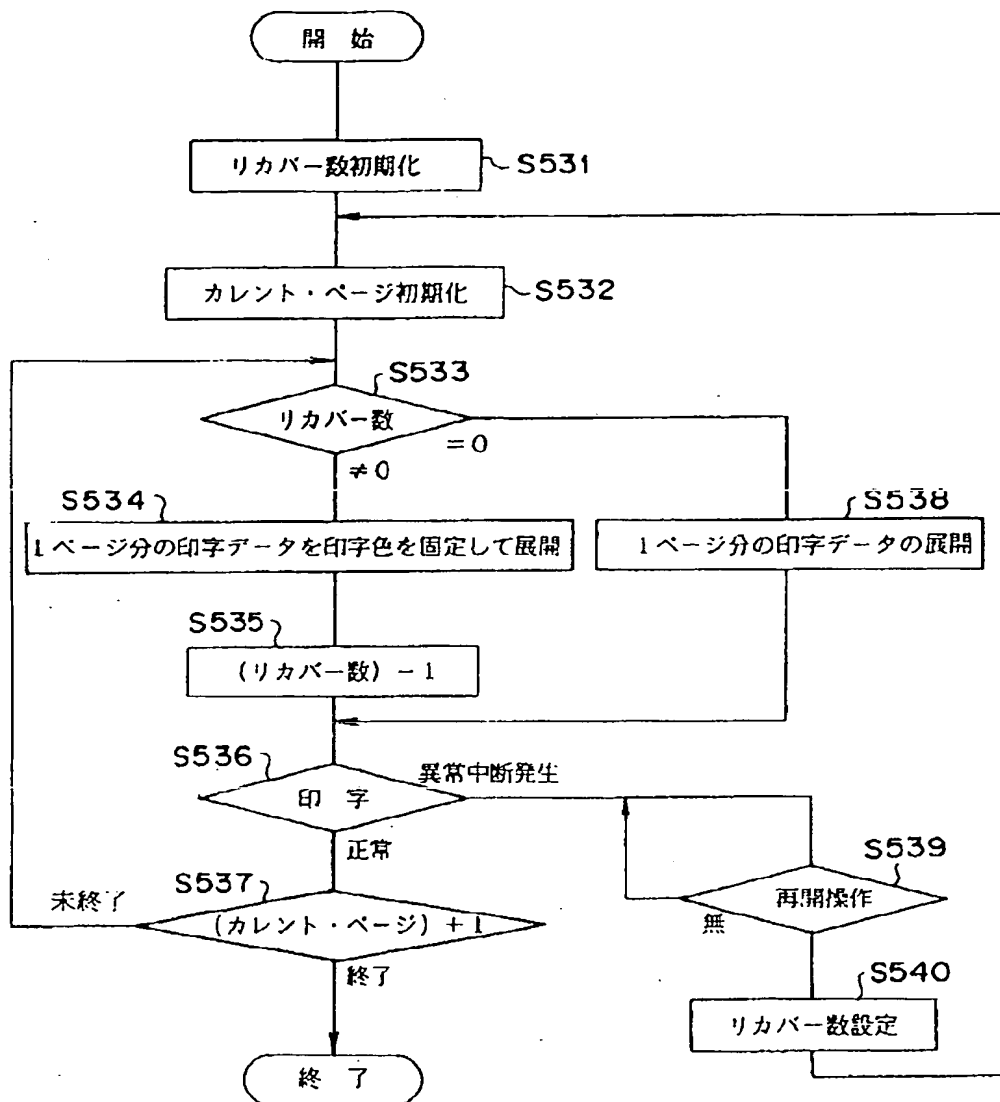 開 始
リカバー数初期化
S531
カレント・ページ初期化
S532
S533
リカバー数
=0
≠0
S534
1ページ分の印字データを印字色を固定して展開
S538
1ページ分の印字データの展開
S535
(リカバー数)-1
S536
印 字
異常中断発生
正常
S539
再開操作
無
S537
未終了
(カレント・ページ)+1
終了
S540
リカバー数設定
終 了